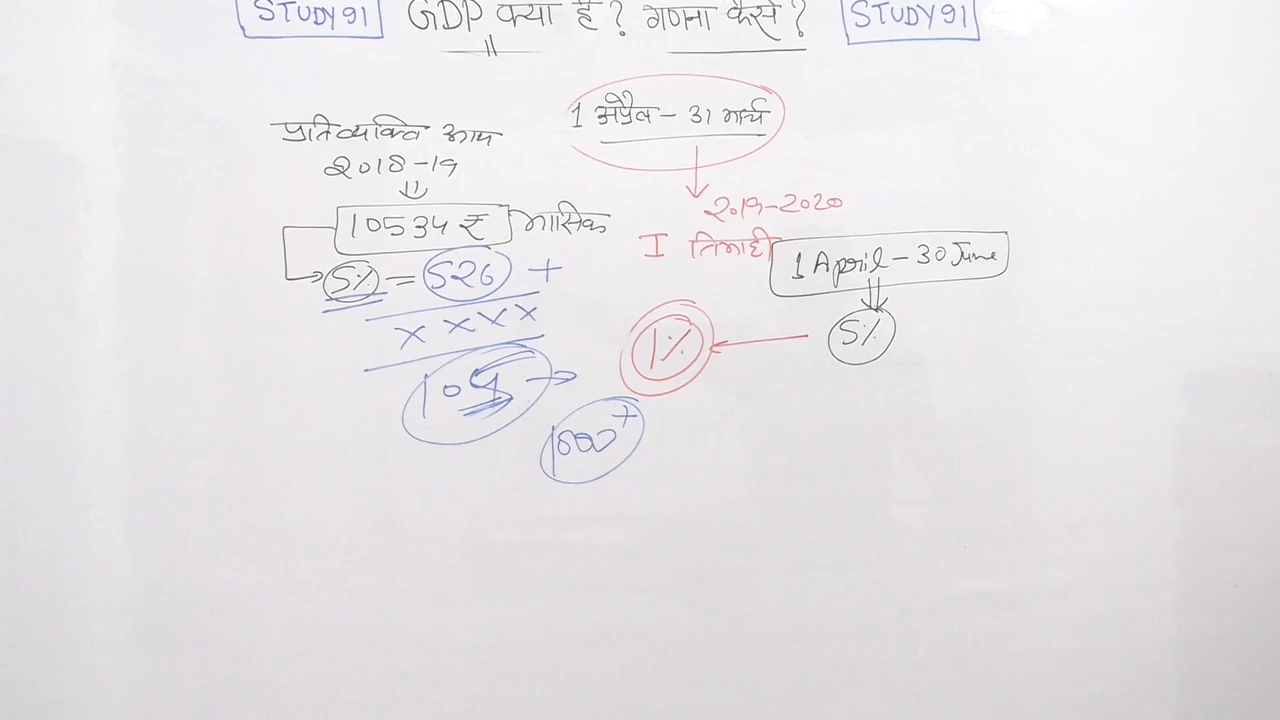 STUDY91 GDP क्या है? गणना कैसे? STUDY91
1 अप्रैल - 31 मार्च
प्रतिव्यक्ति आय
2018-19
10534 ₹ मासिक
5% = 526 +
x x x x
105
1000+
2019-2020
I तिमाही 1 April - 30 June
5%
1%